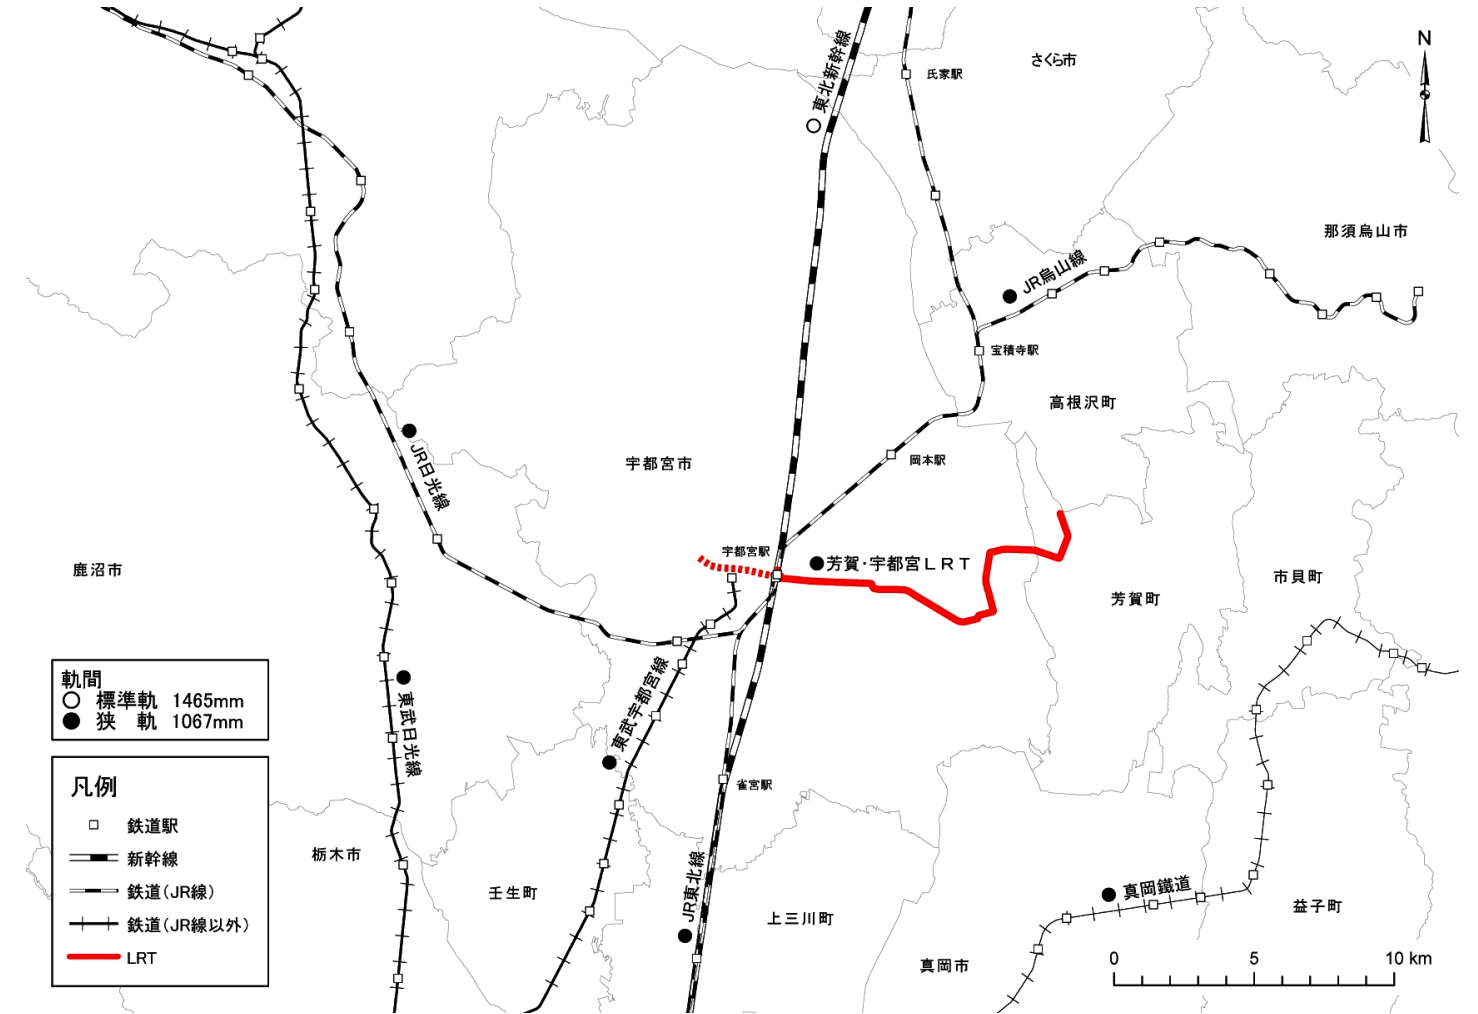 N
東北新幹線
氏家駅
さくら市
那須烏山市
JR烏山線
宝積寺駅
高根沢町
JR日光線
宇都宮市
岡本駅
宇都宮駅
芳賀・宇都宮LRT
鹿沼市
市貝町
芳賀町
軌間
標準軌 1465mm
狭 軌 1067mm
東武日光線
東武宇都宮線
雀宮駅
凡例
鉄道駅
新幹線
鉄道(JR線)
鉄道(JR線以外)
LRT
栃木市
壬生町
JR東北線
上三川町
真岡鐵道
益子町
真岡市
0 5 10 km